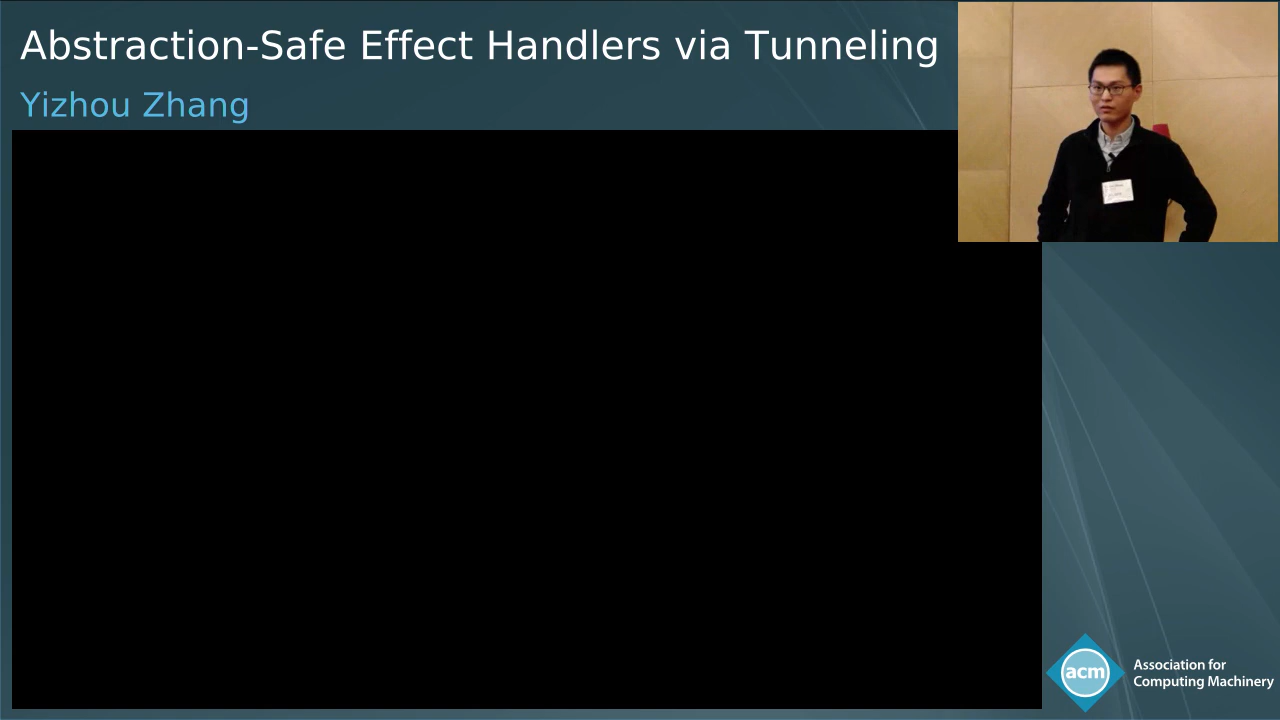 Abstraction-Safe Effect Handlers via Tunneling
Yizhou Zhang
acm
Association for
Computing Machinery